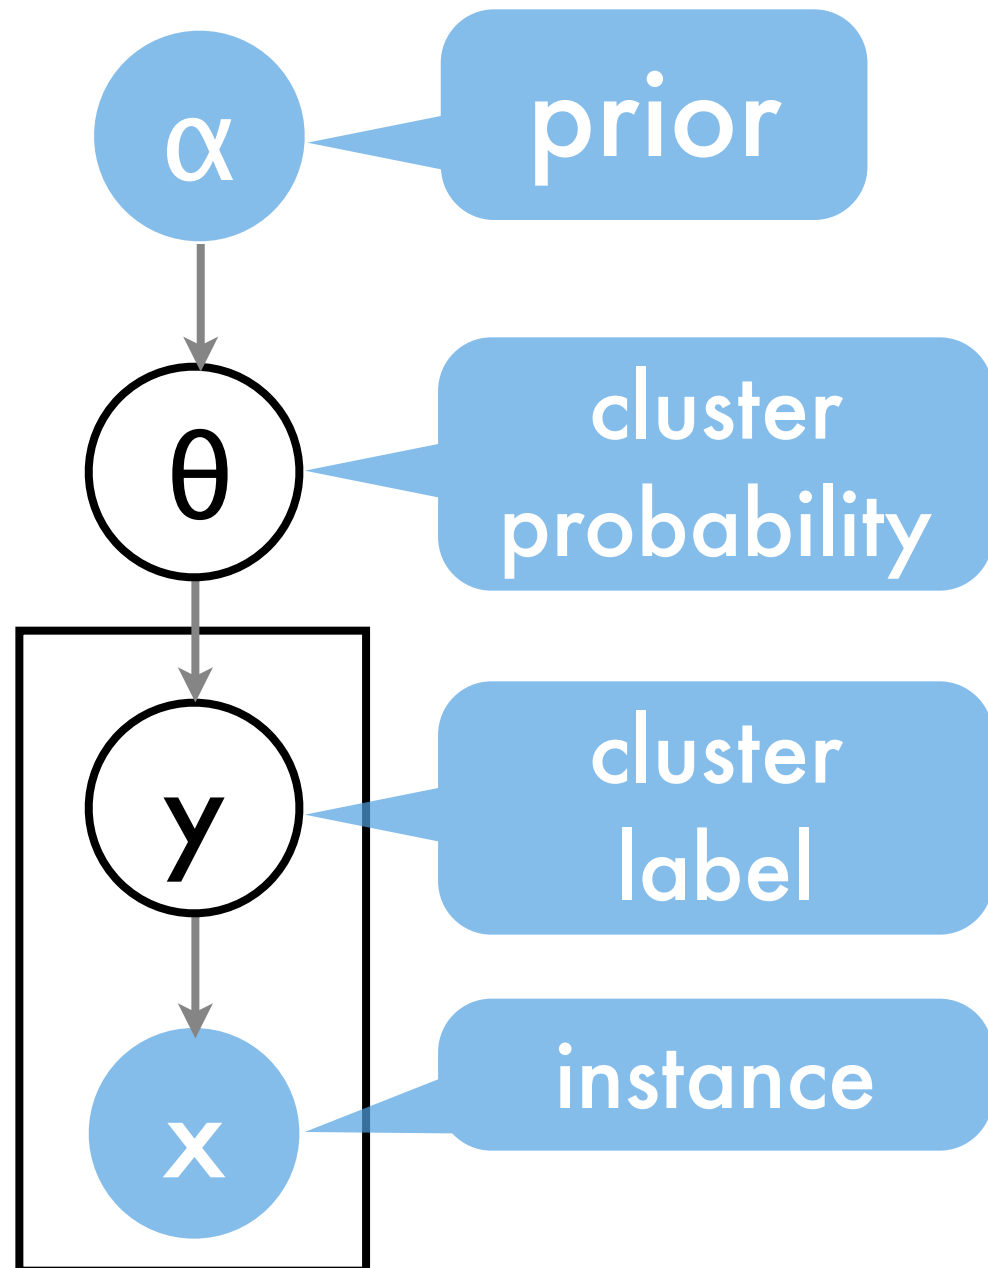 α
prior
θ
cluster
probability
y
cluster
label
x
instance